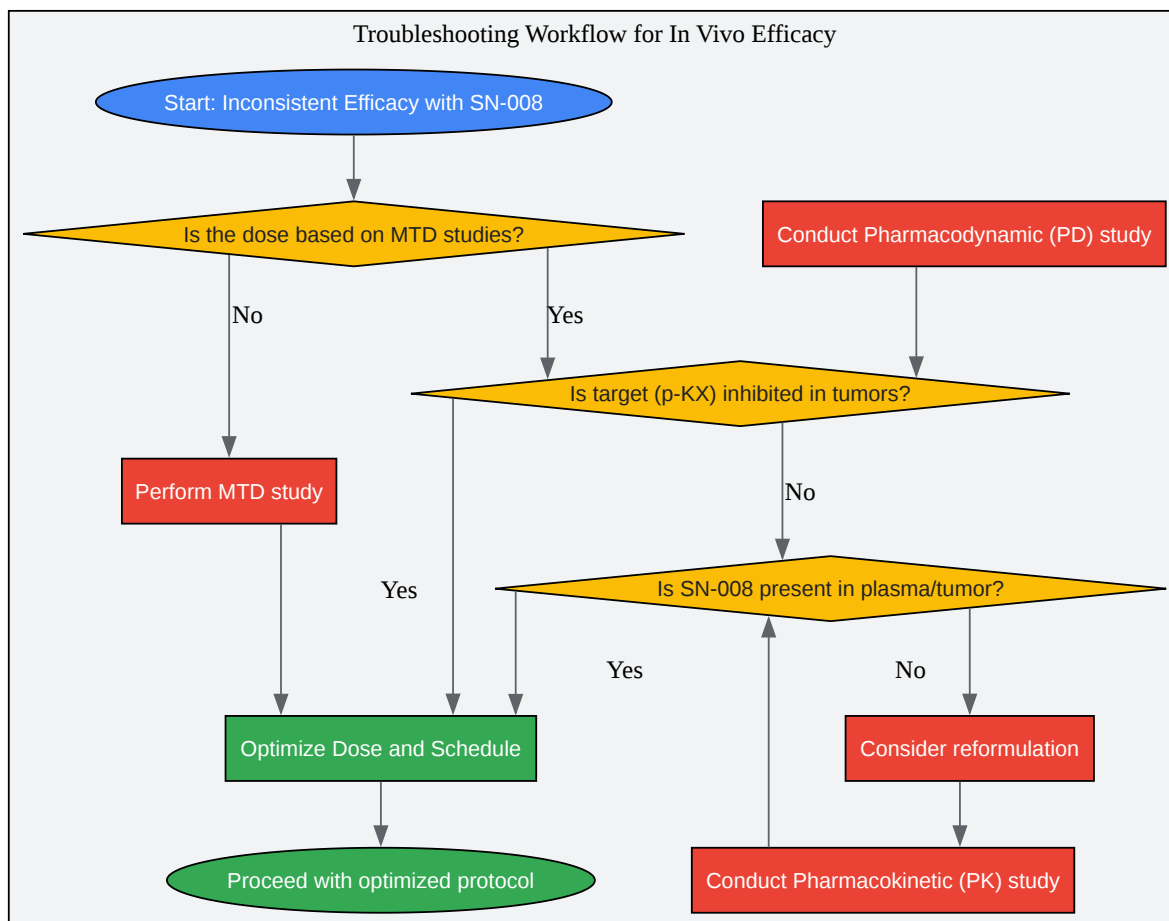 Troubleshooting Workflow for In Vivo Efficacy
Start: Inconsistent Efficacy with SN-008
Is the dose based on MTD studies?
Conduct Pharmacodynamic (PD) study
No
Yes
Is target (p-KX) inhibited in tumors?
Perform MTD study
No
Yes
Is SN-008 present in plasma/tumor?
Yes
No
Optimize Dose and Schedule
Consider reformulation
Proceed with optimized protocol
Conduct Pharmacokinetic (PK) study